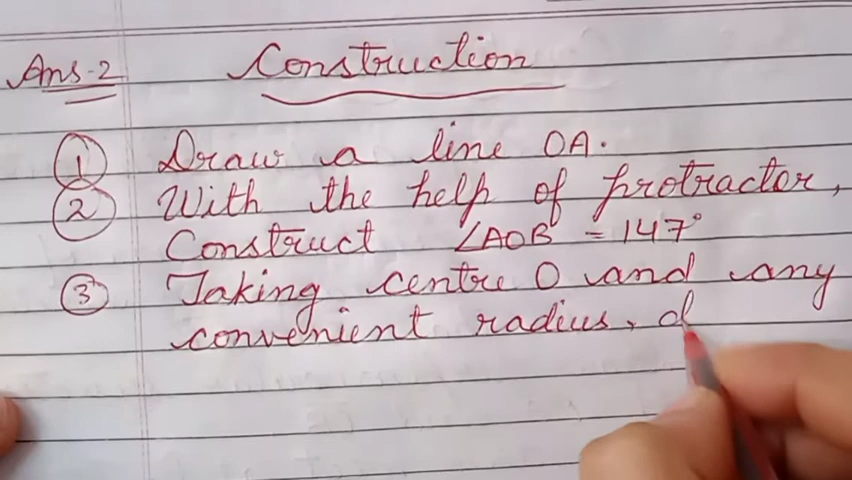 Ans-2 Construction
1 Draw a line OA.
2 With the help of protractor,
Construct ∠AOB = 147°
3 Taking centre O and any
convenient radius, d